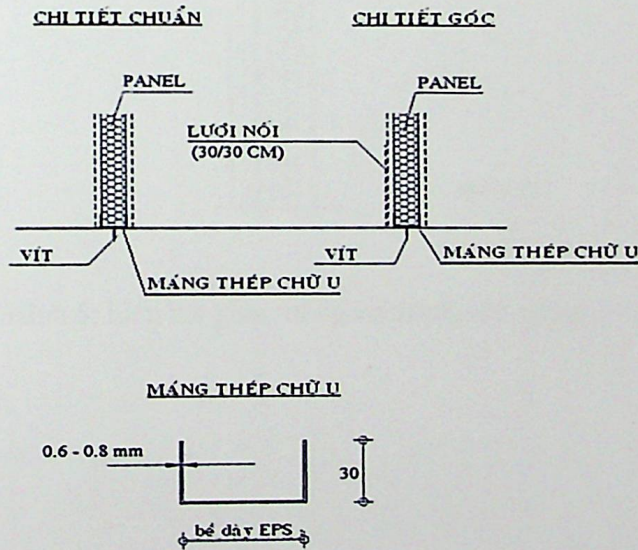 CHI TIẾT CHUẨN
CHI TIẾT GÓC
PANEL
PANEL
LƯỚI NỐI
(30/30 CM)
VÍT
MÁNG THÉP CHỮ U
VÍT
MÁNG THÉP CHỮ U
MÁNG THÉP CHỮ U
0.6 - 0.8 mm
30
bề dày EPS